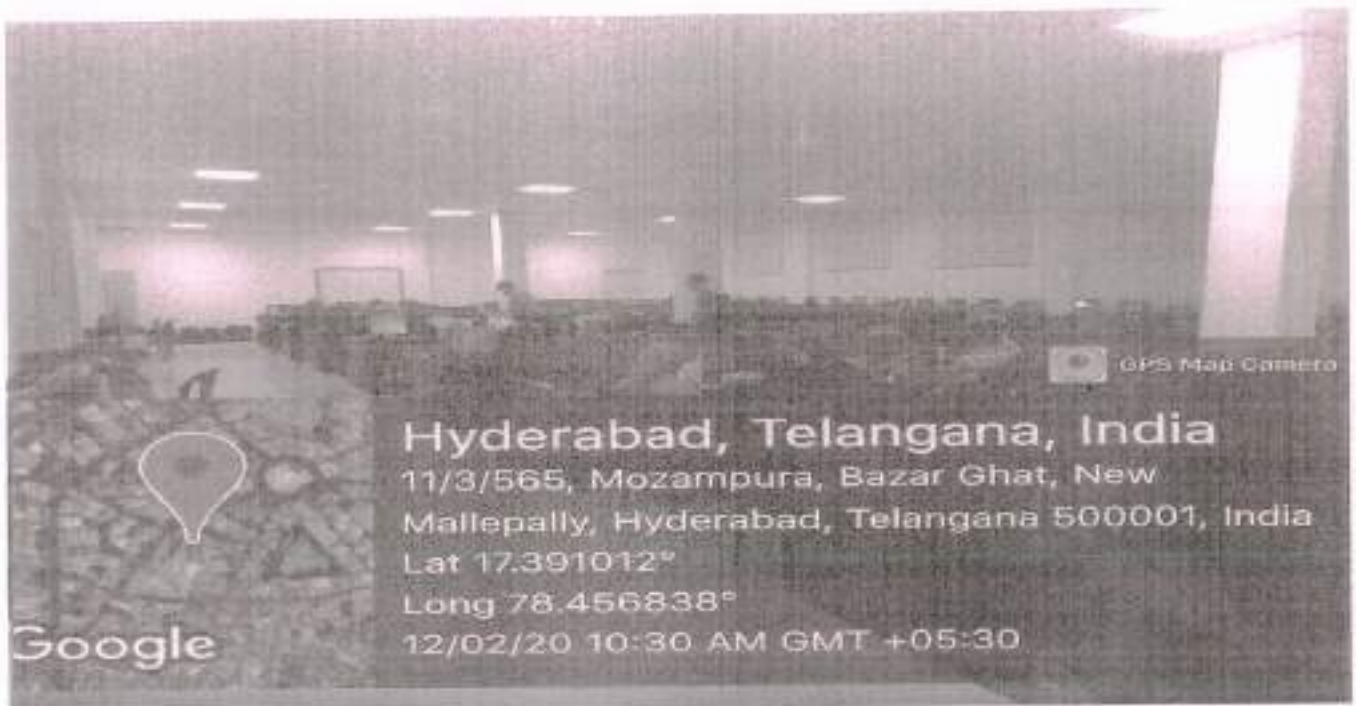 GPS Map Camera
Hyderabad, Telangana, India
11/3/565, Mozampura, Bazar Ghat, New
Mallepally, Hyderabad, Telangana 500001, India
Lat 17.391012°
Long 78.456838°
12/02/20 10:30 AM GMT +05:30
Google